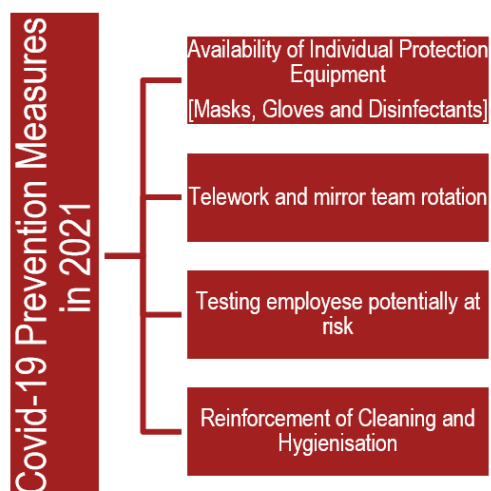 Covid-19 Prevention Measures
in 2021
Availability of Individual Protection
Equipment
[Masks, Gloves and Disinfectants]
Telework and mirror team rotation
Testing employese potentially at
risk
Reinforcement of Cleaning and
Hygienisation